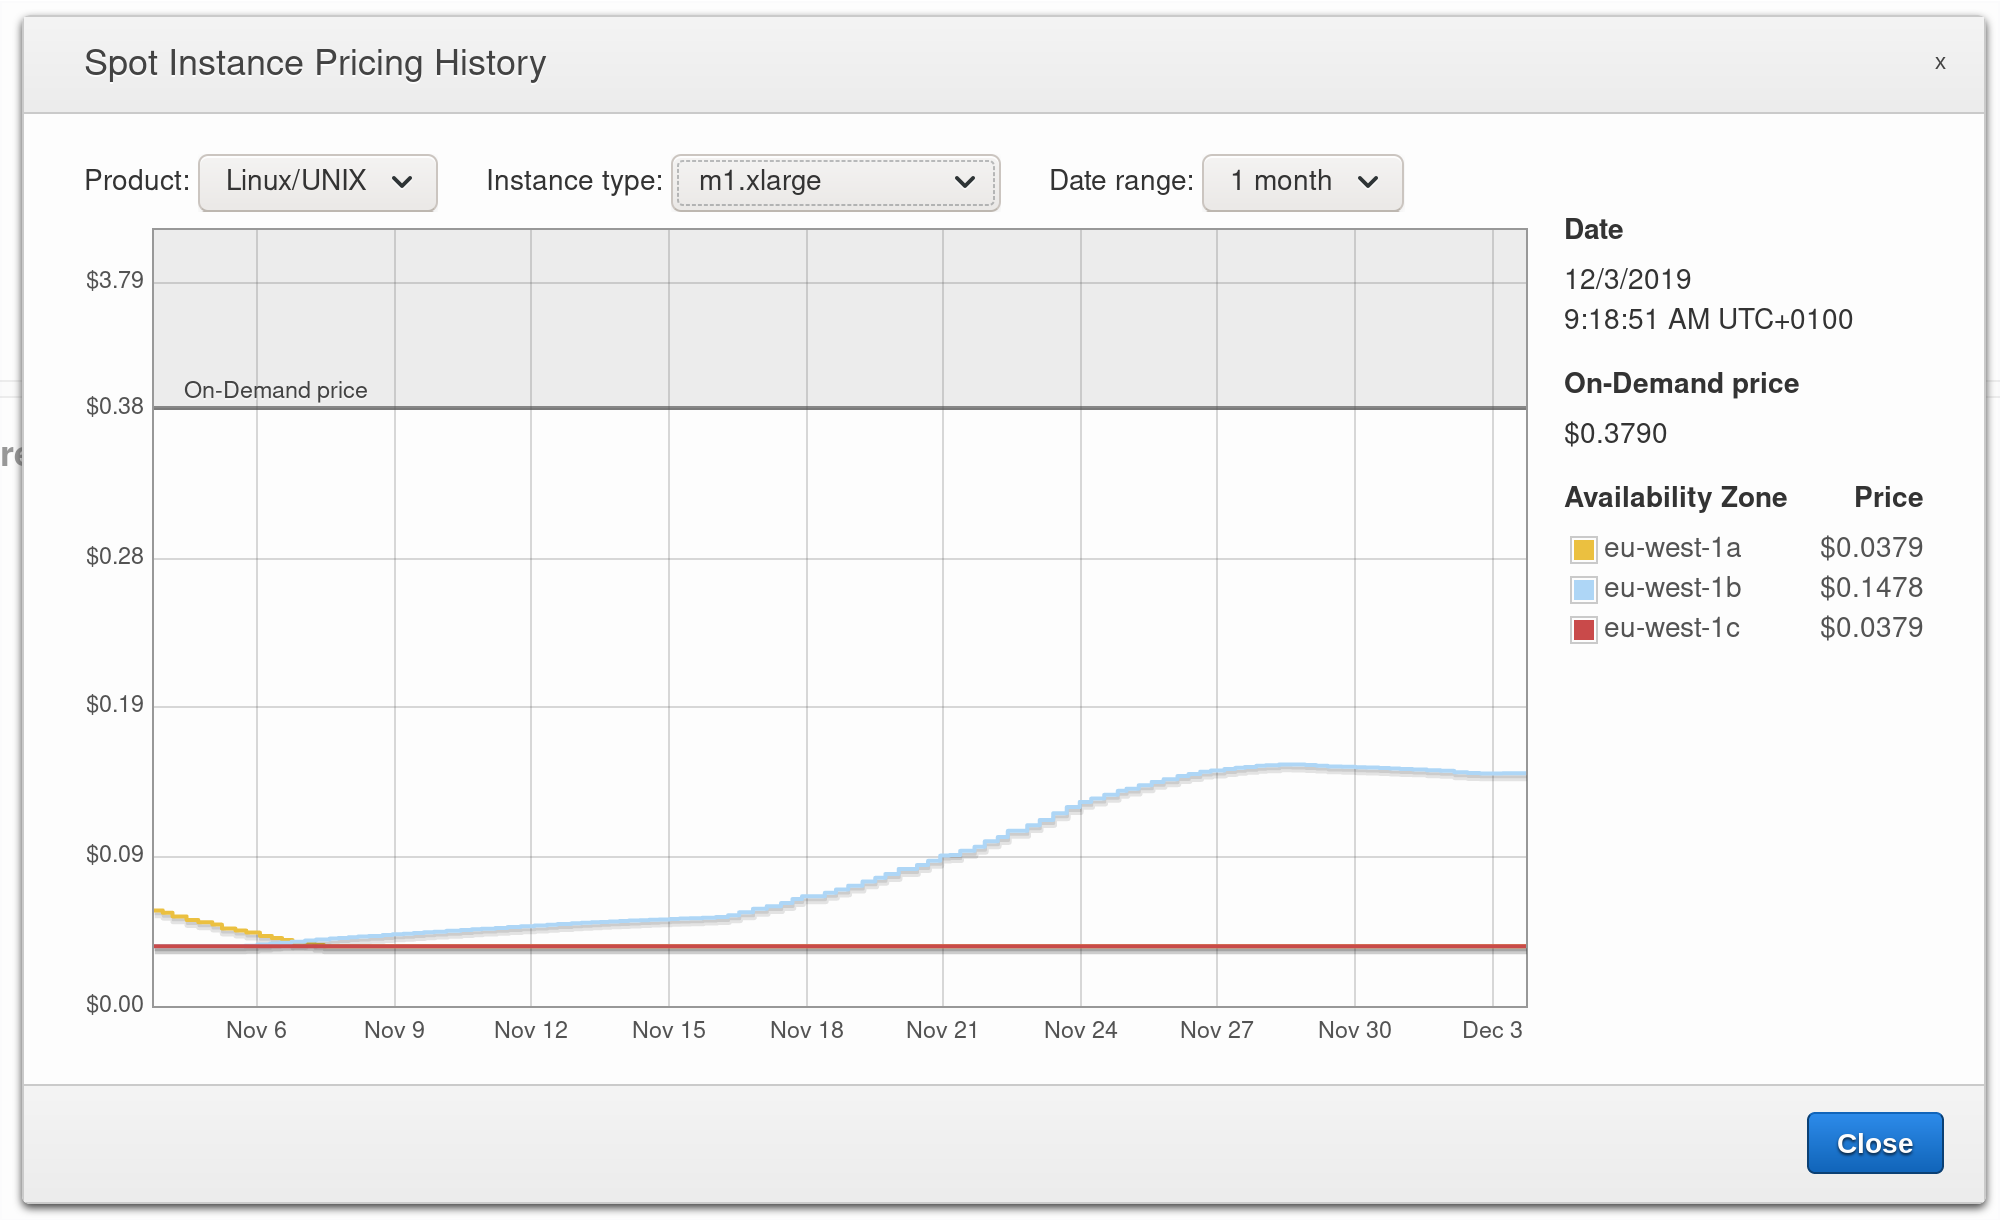 Spot Instance Pricing History
x
Product: Linux/UNIX Instance type: m1.xlarge Date range: 1 month
$3.79
On-Demand price
$0.38
$0.28
$0.19
$0.09
$0.00
Nov 6 Nov 9 Nov 12 Nov 15 Nov 18 Nov 21 Nov 24 Nov 27 Nov 30 Dec 3
Date
12/3/2019
9:18:51 AM UTC+0100
On-Demand price
$0.3790
Availability Zone Price
eu-west-1a $0.0379
eu-west-1b $0.1478
eu-west-1c $0.0379
Close